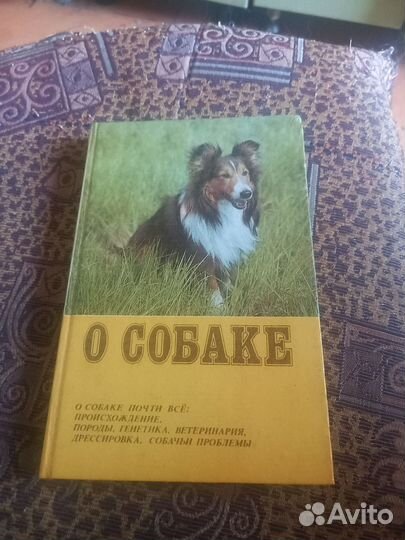 О СОБАКЕ
О СОБАКЕ ПОЧТИ ВСЁ:
ПРОИСХОЖДЕНИЕ,
ПОРОДЫ, ГЕНЕТИКА, ВЕТЕРИНАРИЯ,
ДРЕССИРОВКА, СОБАЧЬИ ПРОБЛЕМЫ
Avito